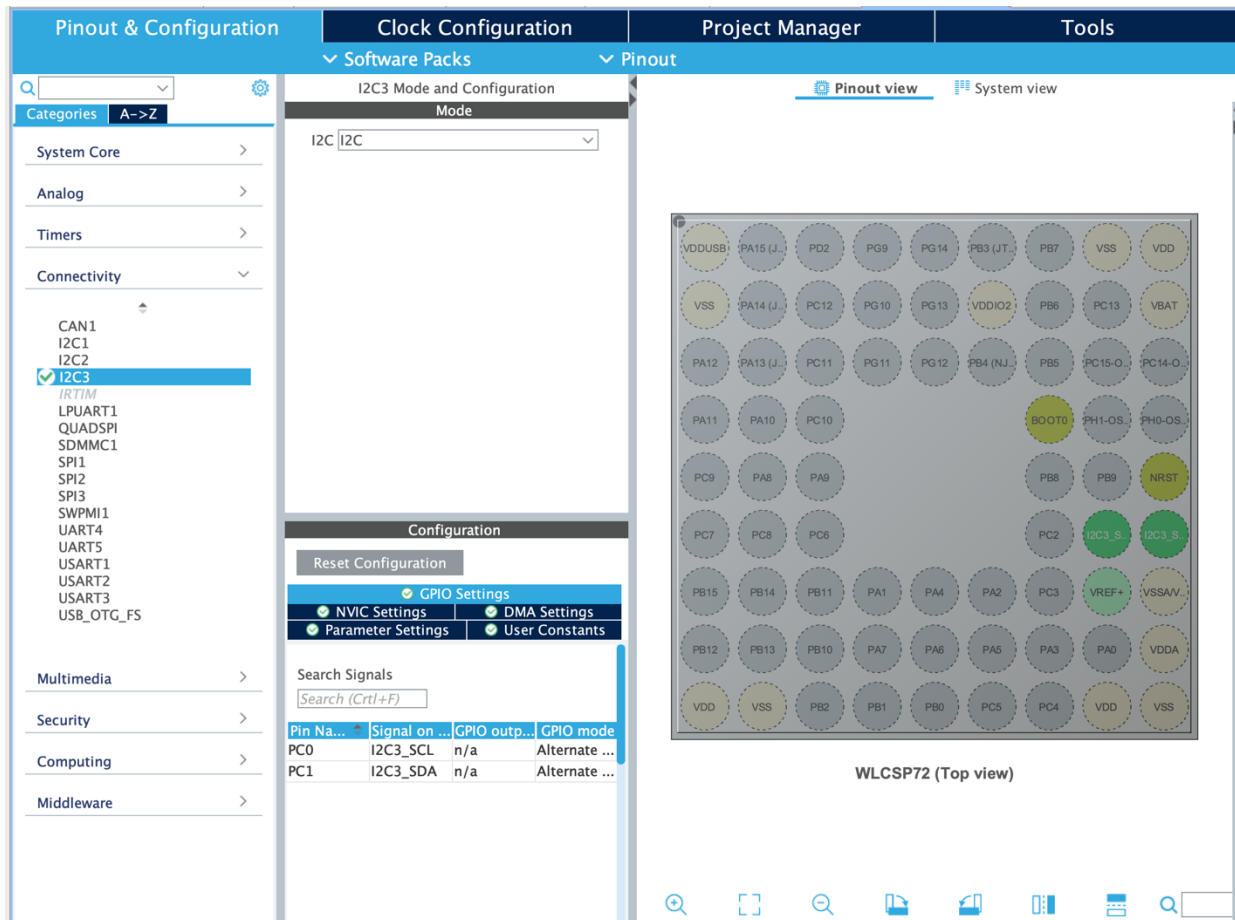 Pinout & Configuration
Clock Configuration
Project Manager
Tools
Software Packs
Pinout
Categories
A->Z
System Core
Analog
Timers
Connectivity
CAN1
I2C1
I2C2
I2C3
IRTIM
LPUART1
QUADSPI
SDMMC1
SPI1
SPI2
SPI3
SWPMI1
UART4
UART5
USART1
USART2
USART3
USB_OTG_FS
Multimedia
Security
Computing
Middleware
I2C3 Mode and Configuration
Mode
I2C I2C
Configuration
Reset Configuration
GPIO Settings
NVIC Settings DMA Settings
Parameter Settings User Constants
Search Signals
Search (Crtl+F)
Pin Na... Signal on ... GPIO outp... GPIO mode
PC0 I2C3_SCL n/a Alternate ...
PC1 I2C3_SDA n/a Alternate ...
Pinout view System view
VDDUSB PA15 (J... PD2 PG9 PG14 PB3 (JT... PB7 VSS VDD
VSS PA14 (J... PC12 PG10 PG13 VDDIO2 PB6 PC13 VBAT
PA12 PA13 (J... PC11 PG11 PG12 PB4 (NJ... PB5 PC15-O... PC14-O...
PA11 PA10 PC10 BOOT0 PH1-OS... PH0-OS...
PC9 PA8 PA9 PB8 PB9 NRST
PC7 PC8 PC6 PC2 I2C3_S... I2C3_S...
PB15 PB14 PB11 PA1 PA4 PA2 PC3 VREF+ VSSA/V...
PB12 PB13 PB10 PA7 PA6 PA5 PA3 PA0 VDDA
VDD VSS PB2 PB1 PB0 PC5 PC4 VDD VSS
WLCSP72 (Top view)